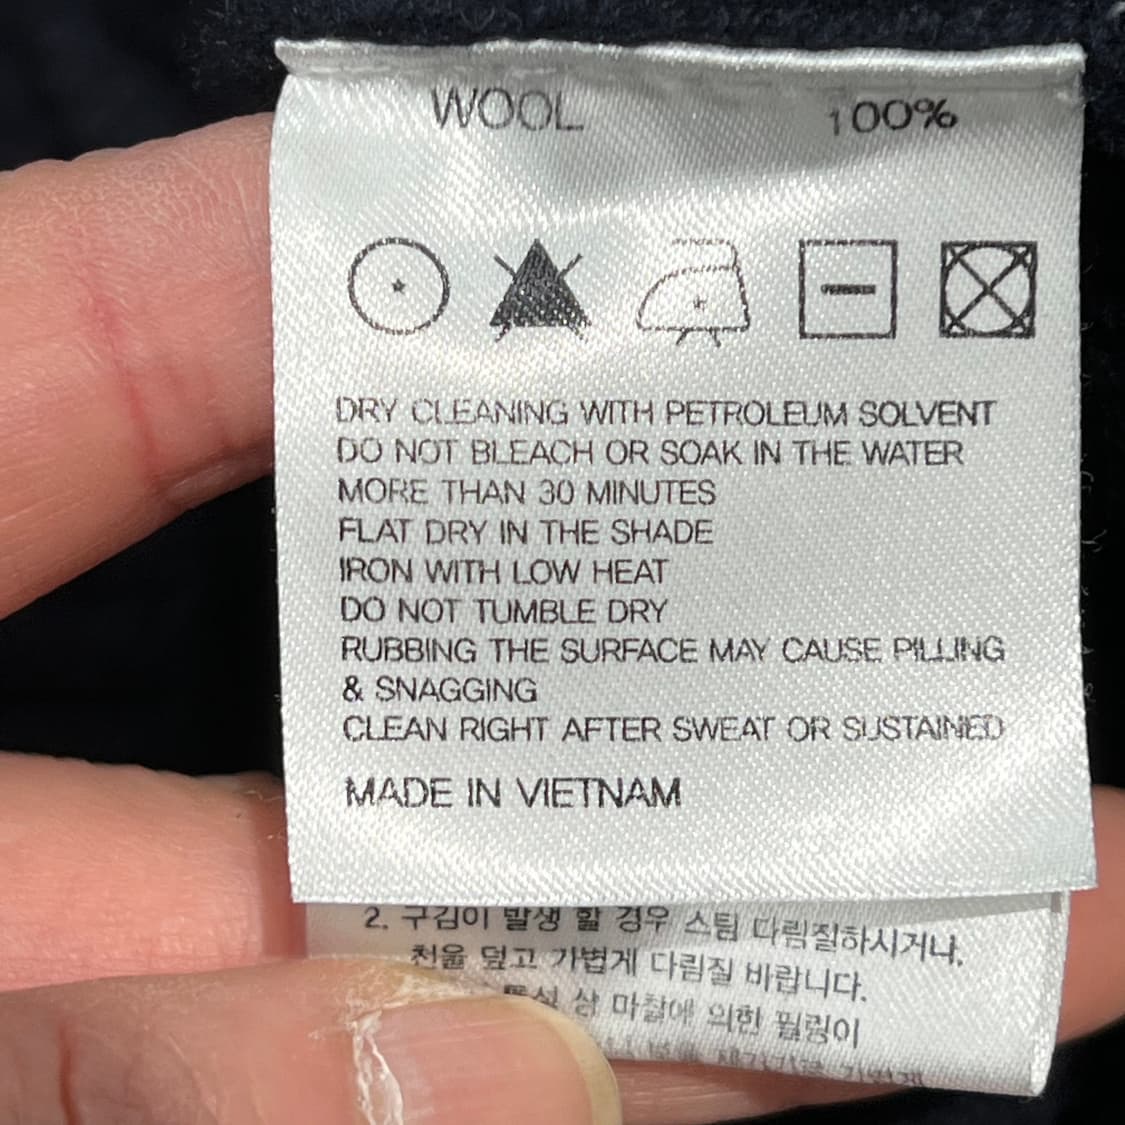 WOOL 100%
DRY CLEANING WITH PETROLEUM SOLVENT
DO NOT BLEACH OR SOAK IN THE WATER
MORE THAN 30 MINUTES
FLAT DRY IN THE SHADE
IRON WITH LOW HEAT
DO NOT TUMBLE DRY
RUBBING THE SURFACE MAY CAUSE PILLING
& SNAGGING
CLEAN RIGHT AFTER SWEAT OR SUSTAINED
MADE IN VIETNAM
2. 구김이 발생 할 경우 스팀 다림질하시거나,
천을 덮고 가볍게 다림질 바랍니다.
상 마찰에 의한 필링이